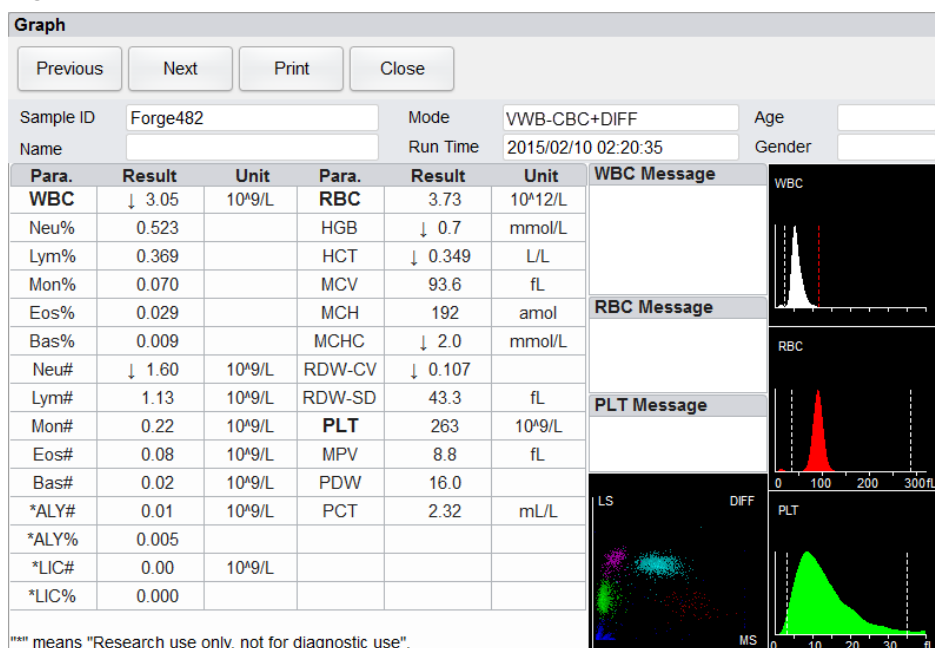 Graph
Previous Next Print Close
Sample ID Forge482 Mode VWB-CBC+DIFF Age
Name Run Time 2015/02/10 02:20:35 Gender
Para. Result Unit Para. Result Unit WBC Message
WBC ↓ 3.05 10^9/L RBC 3.73 10^12/L
Neu% 0.523 HGB ↓ 0.7 mmol/L
Lym% 0.369 HCT ↓ 0.349 L/L
Mon% 0.070 MCV 93.6 fL
Eos% 0.029 MCH 192 amol
Bas% 0.009 MCHC ↓ 2.0 mmol/L
Neu# ↓ 1.60 10^9/L RDW-CV ↓ 0.107
Lym# 1.13 10^9/L RDW-SD 43.3 fL
Mon# 0.22 10^9/L PLT 263 10^9/L
Eos# 0.08 10^9/L MPV 8.8 fL
Bas# 0.02 10^9/L PDW 16.0
*ALY# 0.01 10^9/L PCT 2.32 mL/L
*ALY% 0.005
*LIC# 0.00 10^9/L
*LIC% 0.000
"*" means "Research use only, not for diagnostic use".
RBC Message
PLT Message
LS DIFF
MS
WBC
RBC
0 100 200 300fL
PLT
0 10 20 30 fL